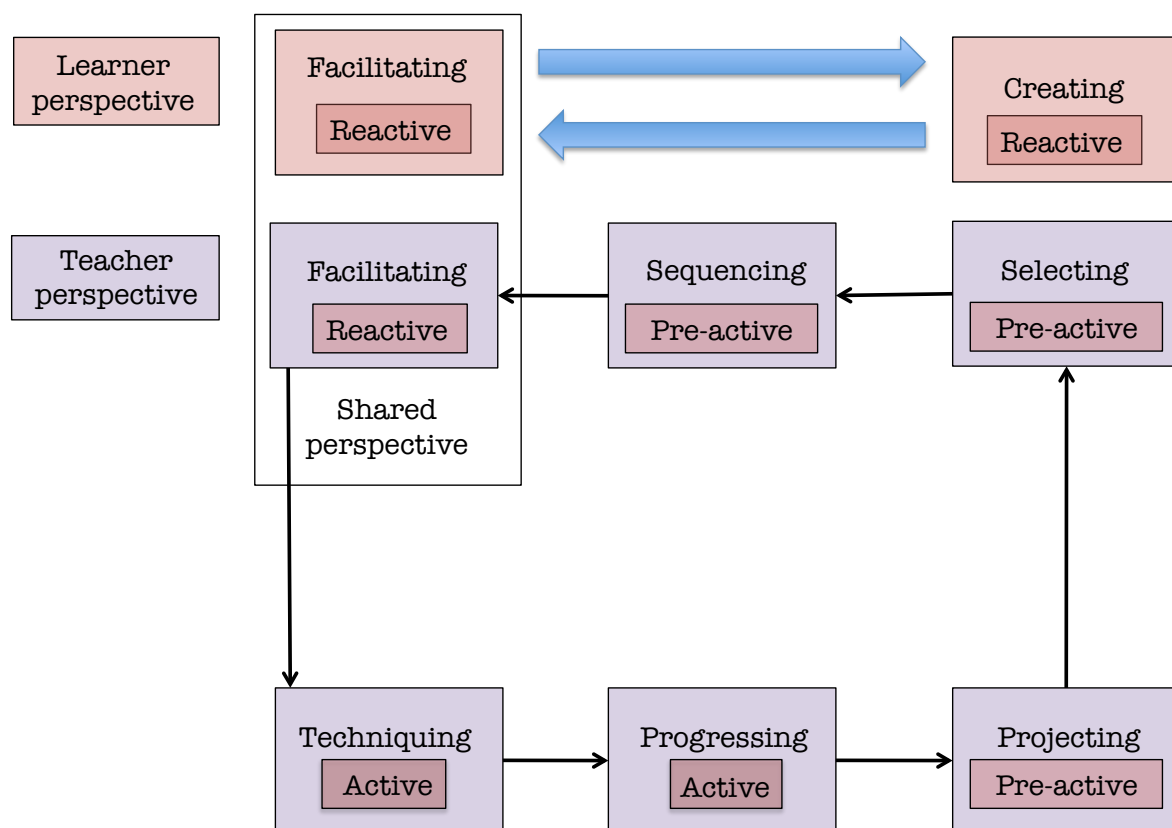 Learner
perspective
Facilitating
Reactive
Creating
Reactive
Teacher
perspective
Facilitating
Reactive
Sequencing
Pre-active
Selecting
Pre-active
Shared
perspective
Techniquing
Active
Progressing
Active
Projecting
Pre-active